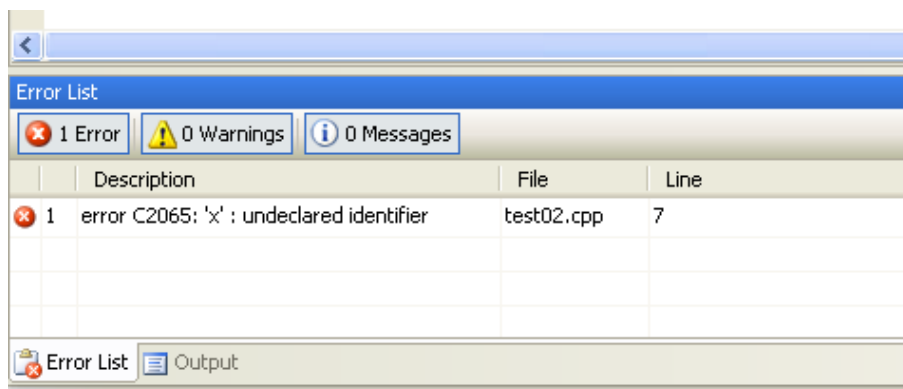 Error List
1 Error 0 Warnings 0 Messages
Description File Line
1 error C2065: 'x' : undeclared identifier test02.cpp 7
Error List Output